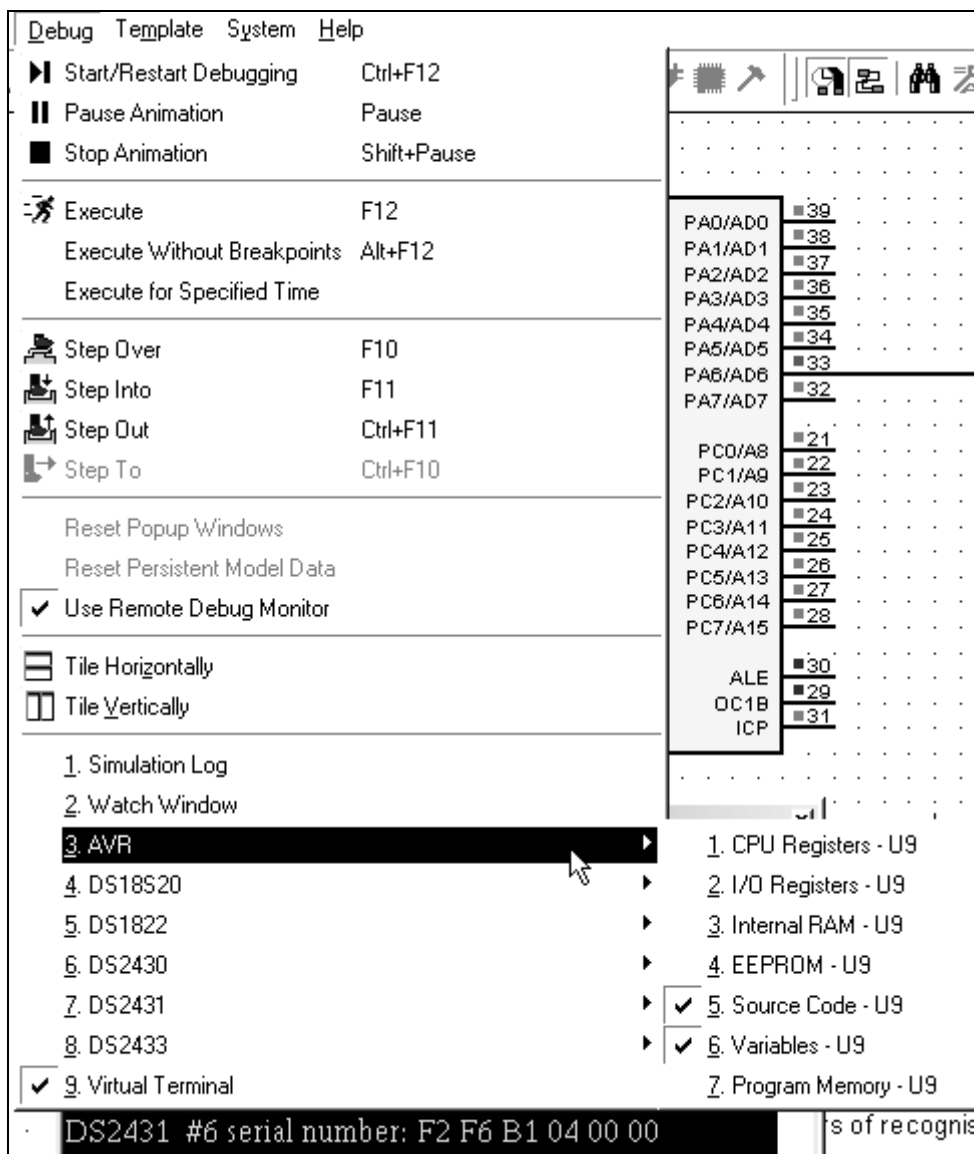 Debug Template System Help
Start/Restart Debugging Ctrl+F12
Pause Animation Pause
Stop Animation Shift+Pause
Execute F12
Execute Without Breakpoints Alt+F12
Execute for Specified Time
Step Over F10
Step Into F11
Step Out Ctrl+F11
Step To Ctrl+F10
Reset Popup Windows
Reset Persistent Model Data
Use Remote Debug Monitor
Tile Horizontally
Tile Vertically
1. Simulation Log
2. Watch Window
3. AVR
4. DS18S20
5. DS1822
6. DS2430
7. DS2431
8. DS2433
9. Virtual Terminal
1. CPU Registers - U9
2. I/O Registers - U9
3. Internal RAM - U9
4. EEPROM - U9
5. Source Code - U9
6. Variables - U9
7. Program Memory - U9
PA0/AD0 39
PA1/AD1 38
PA2/AD2 37
PA3/AD3 36
PA4/AD4 35
PA5/AD5 34
PA6/AD6 33
PA7/AD7 32
PC0/A8 21
PC1/A9 22
PC2/A10 23
PC3/A11 24
PC4/A12 25
PC5/A13 26
PC6/A14 27
PC7/A15 28
ALE 30
OC1B 29
ICP 31
DS2431 #6 serial number: F2 F6 B1 04 00 00
of